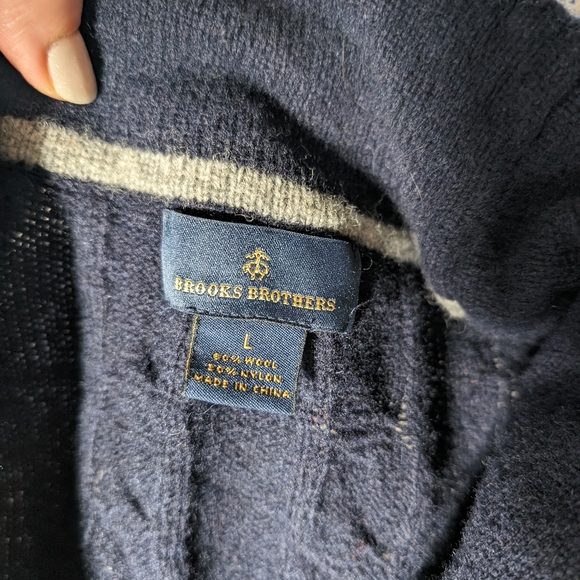 BROOKS BROTHERS
L
80% WOOL
20% NYLON
MADE IN CHINA